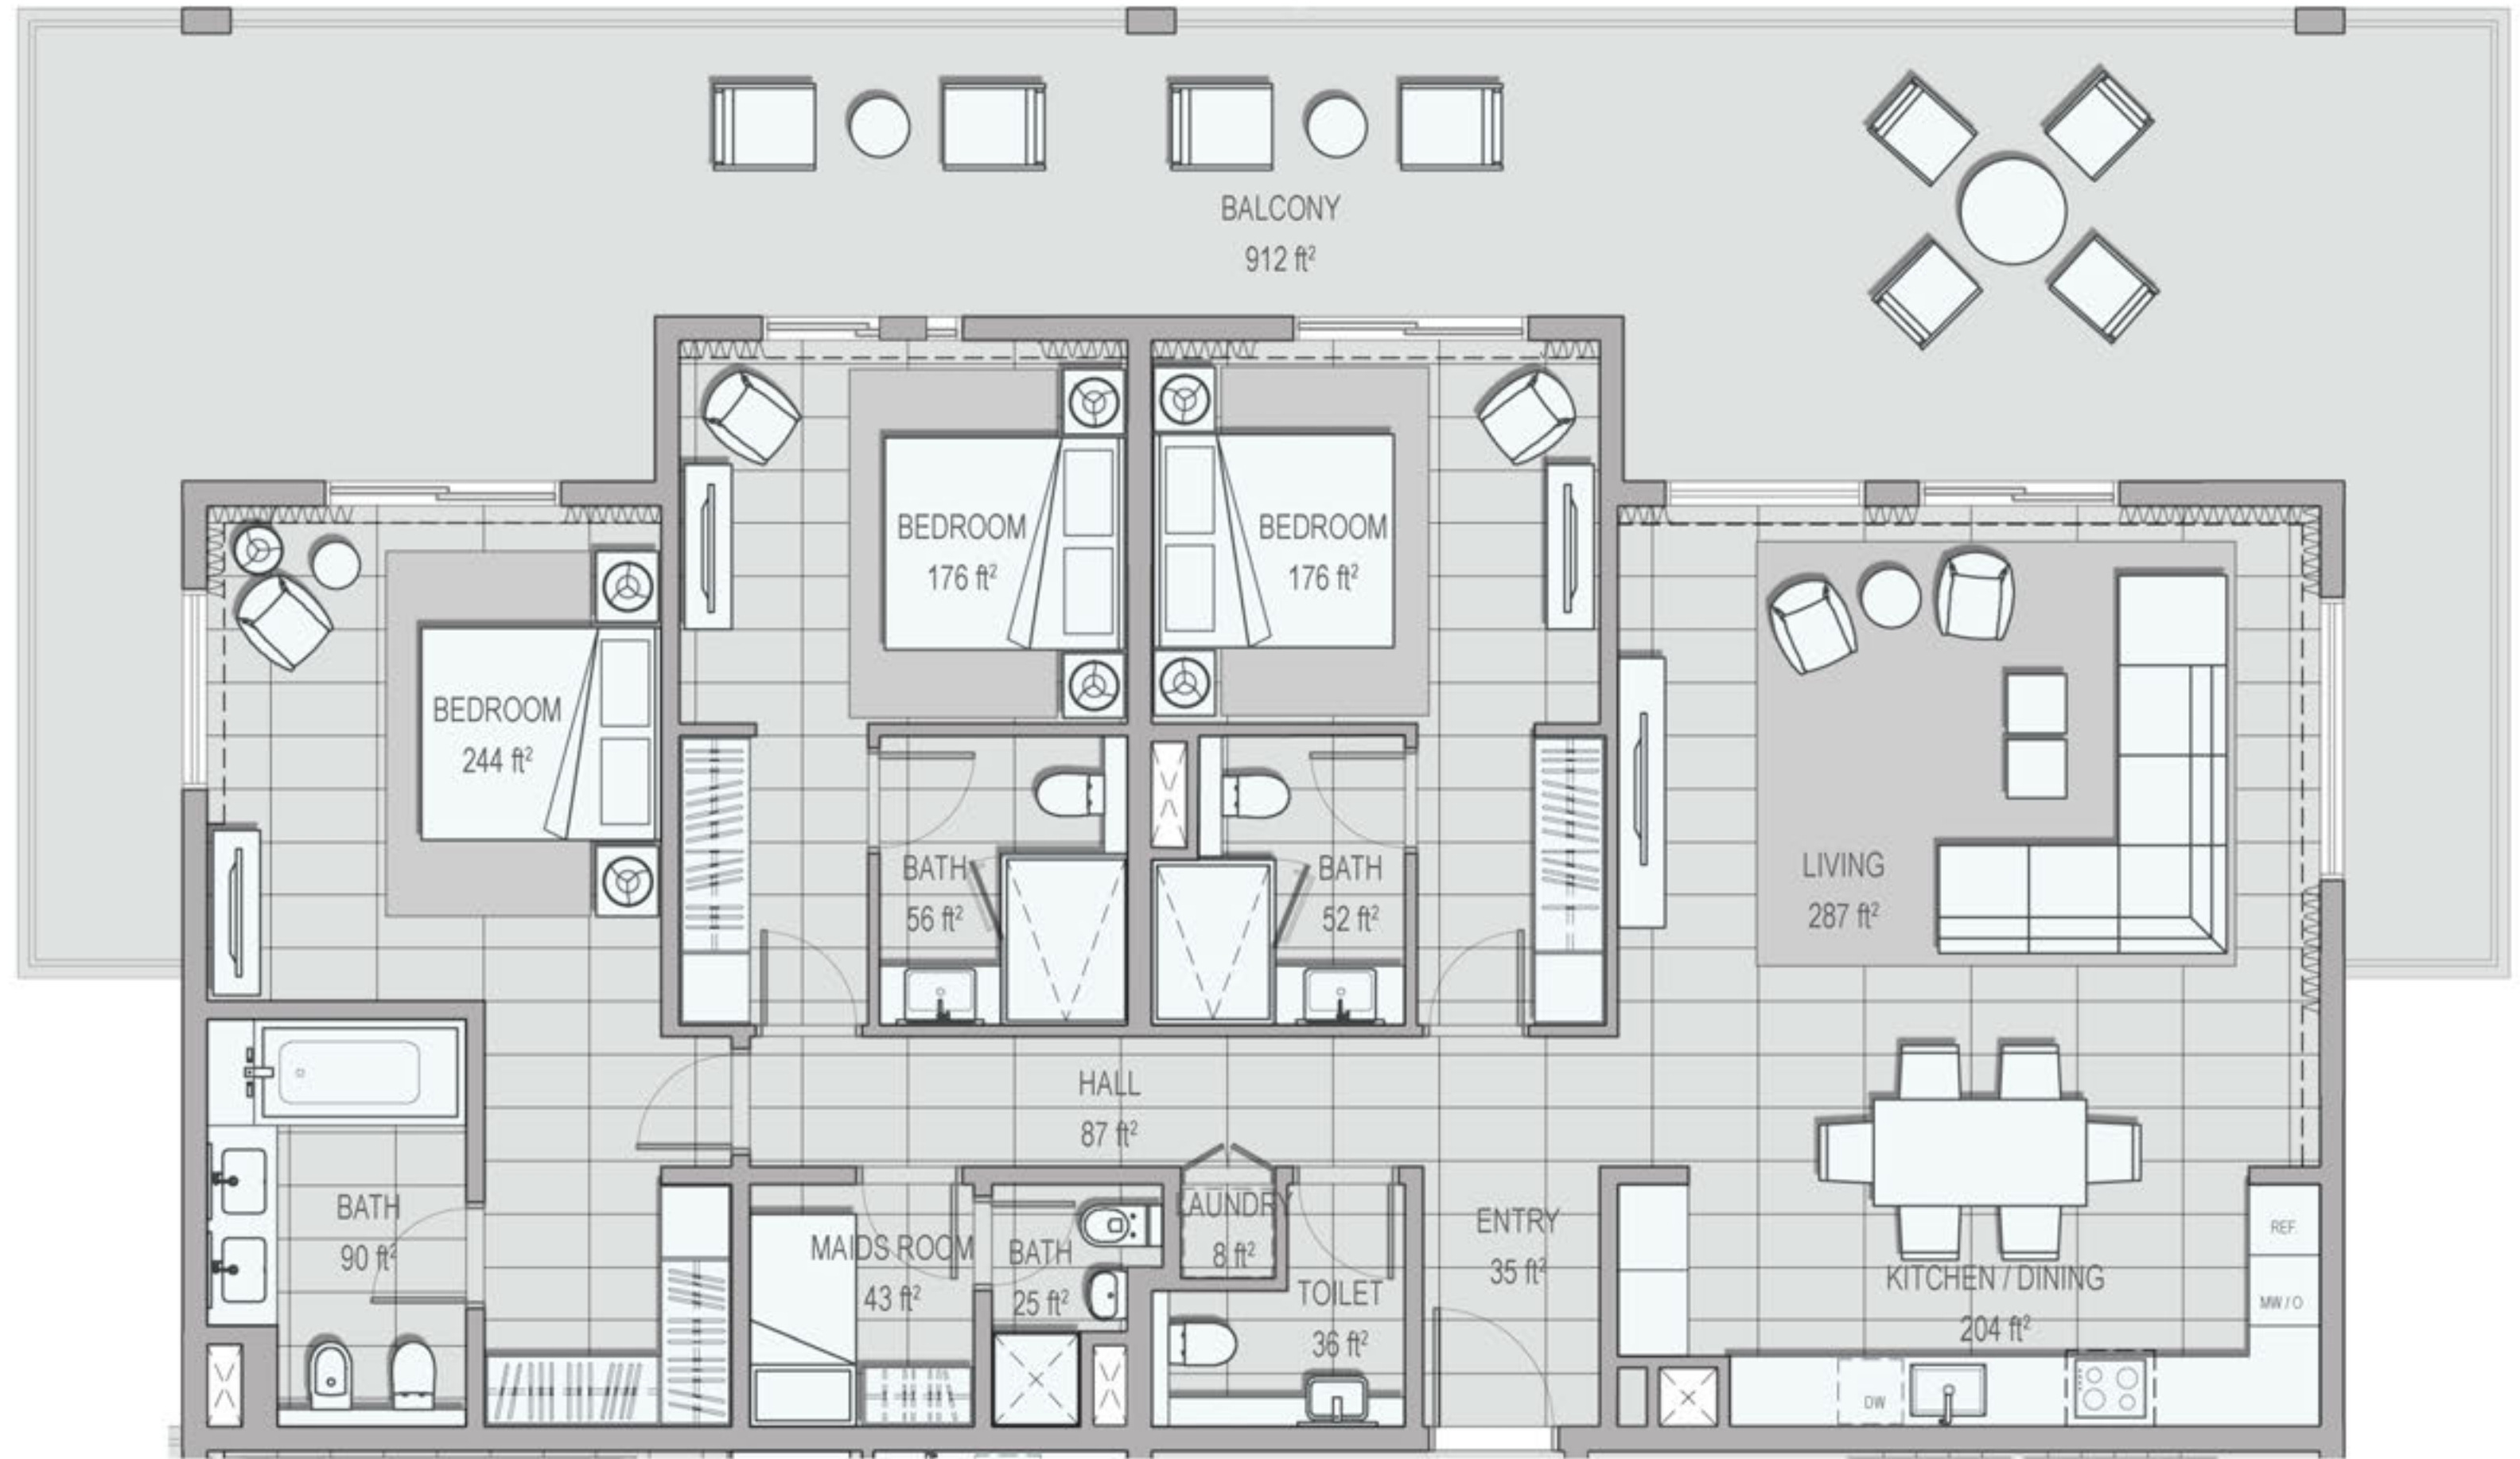 BALCONY
912 ft²
BEDROOM
176 ft²
BEDROOM
176 ft²
BEDROOM
244 ft²
BATH
56 ft²
BATH
52 ft²
LIVING
287 ft²
HALL
87 ft²
BATH
90 ft²
MAIDS ROOM
43 ft²
BATH
25 ft²
LAUNDRY
8 ft²
TOILET
36 ft²
ENTRY
35 ft²
KITCHEN / DINING
204 ft²
REF.
MW / O
DW